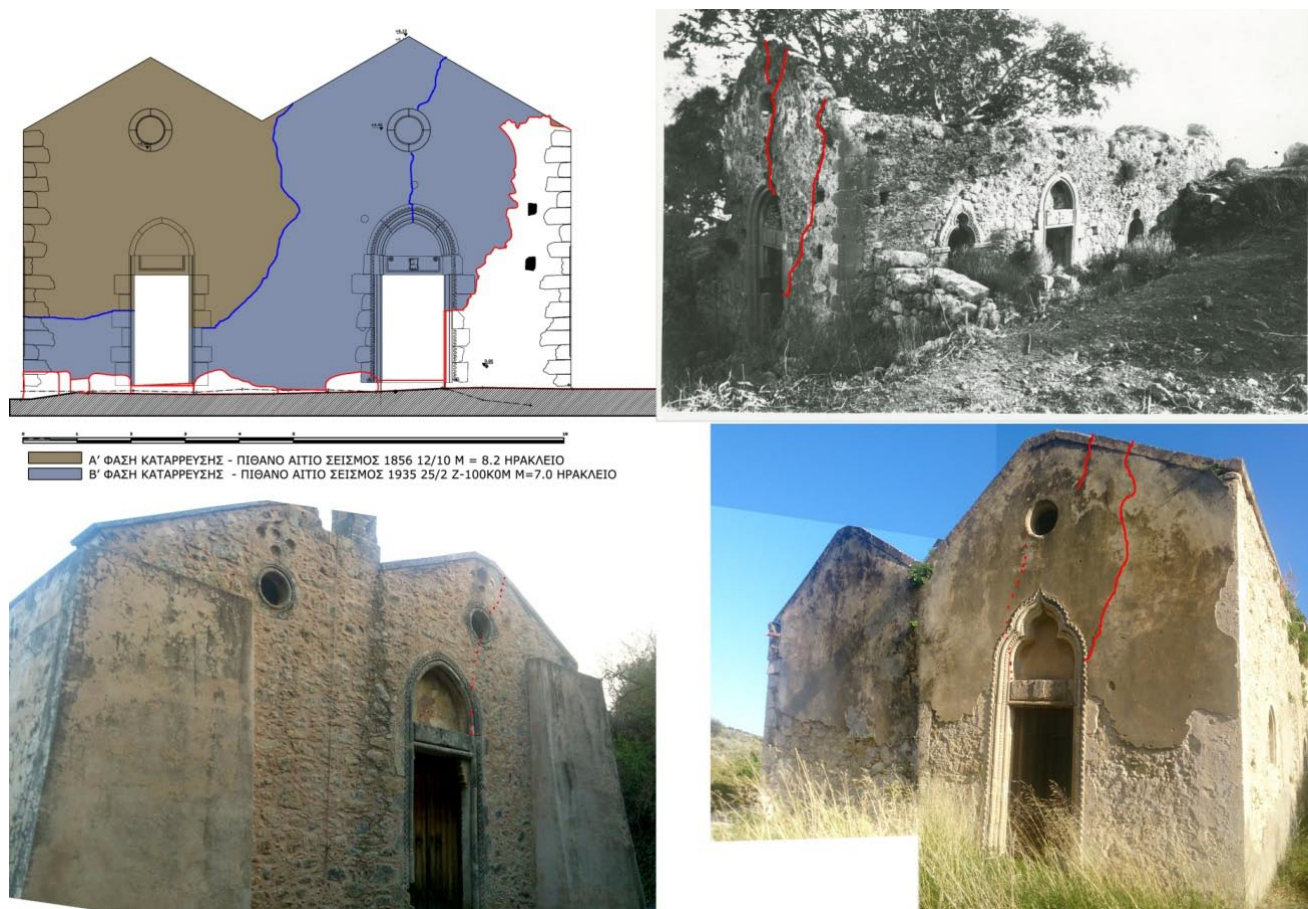 Α' ΦΑΣΗ ΚΑΤΑΡΡΕΥΣΗΣ - ΠΙΘΑΝΟ ΑΙΤΙΟ ΣΕΙΣΜΟΣ 1856 12/10 Μ = 8.2 ΗΡΑΚΛΕΙΟ
Β' ΦΑΣΗ ΚΑΤΑΡΡΕΥΣΗΣ - ΠΙΘΑΝΟ ΑΙΤΙΟ ΣΕΙΣΜΟΣ 1935 25/2 Ζ-100ΚΟΜ Μ=7.0 ΗΡΑΚΛΕΙΟ